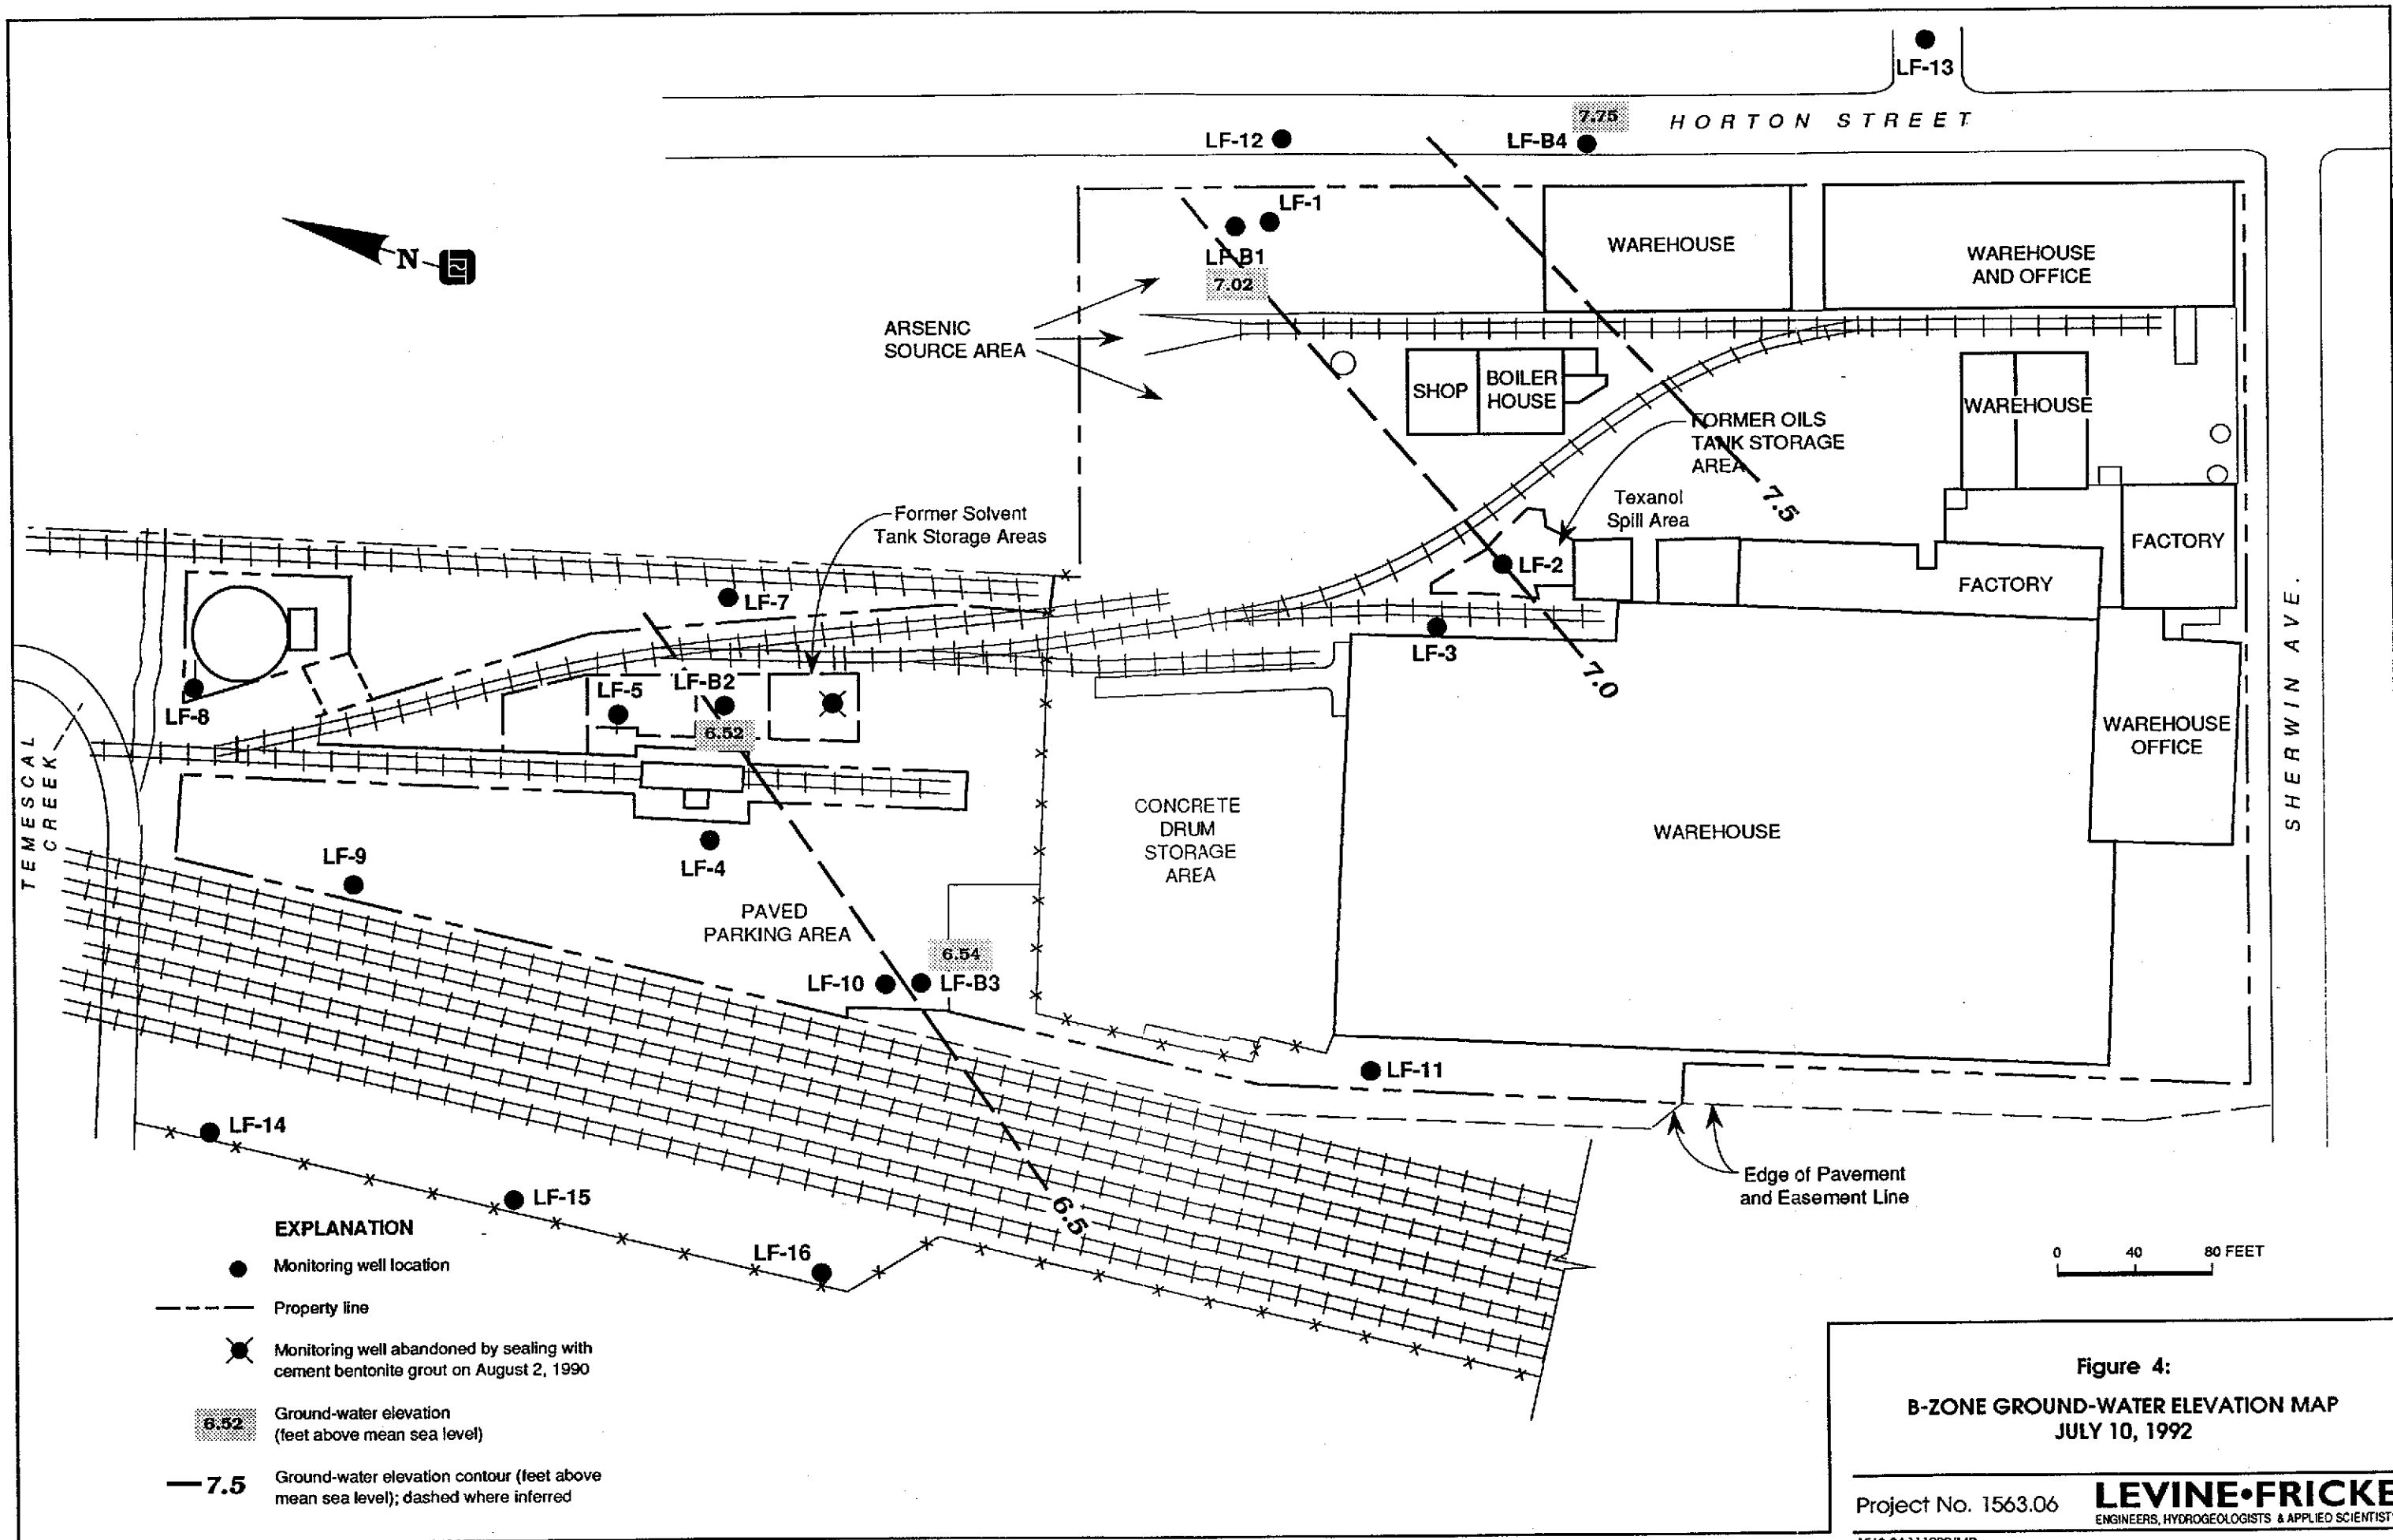 LF-13
7.75
HORTON STREET
LF-12
LF-B4
LF-1
LF-B1
7.02
N
WAREHOUSE
WAREHOUSE
AND OFFICE
ARSENIC
SOURCE AREA
SHOP
BOILER
HOUSE
WAREHOUSE
FORMER OILS
TANK STORAGE
AREA
7.5
Texanol
Spill Area
Former Solvent
Tank Storage Areas
FACTORY
LF-2
FACTORY
LF-7
SHERWIN AVE.
LF-3
7.0
LF-5
LF-B2
LF-8
6.52
WAREHOUSE
OFFICE
TEMESCAL
CREEK
CONCRETE
DRUM
STORAGE
AREA
WAREHOUSE
LF-9
LF-4
PAVED
PARKING AREA
6.54
LF-10
LF-B3
LF-11
LF-14
Edge of Pavement
and Easement Line
LF-15
6.5
LF-16
EXPLANATION
Monitoring well location
Property line
Monitoring well abandoned by sealing with
cement bentonite grout on August 2, 1990
6.52
Ground-water elevation
(feet above mean sea level)
7.5
Ground-water elevation contour (feet above
mean sea level); dashed where inferred
0 40 80 FEET
Figure 4:
B-ZONE GROUND-WATER ELEVATION MAP
JULY 10, 1992
Project No. 1563.06
LEVINE•FRICKE
ENGINEERS, HYDROGEOLOGISTS & APPLIED SCIENTIST